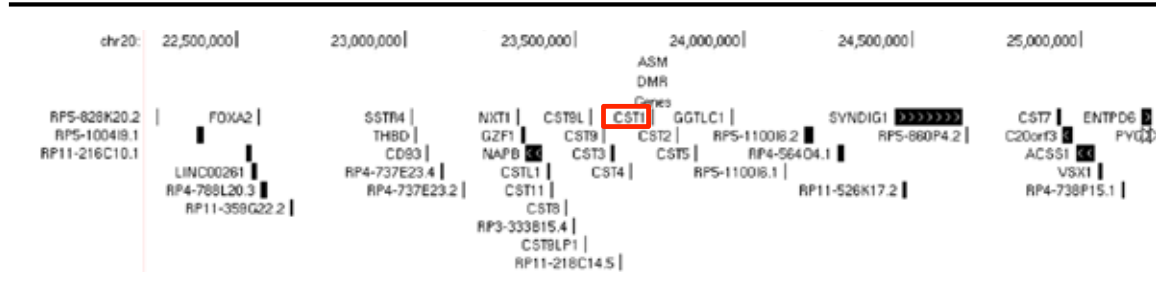 chr20: 22,500,000 23,000,000 23,500,000 24,000,000 24,500,000 25,000,000
ASM
DMR
Genes
RP5-828K20.2 FOXA2 SSTR4 NXT1 CST9L CST1 GGTLC1 SYNDIG1 CST7 ENTPD6
RP5-1004I9.1 THBD GZF1 CST9 CST2 RP5-1100I6.2 RP5-860P4.2 C20orf3
RP11-216C10.1 CD93 NAPB CST3 CST5 RP4-564O4.1 ACSS1
LINC00261 RP4-737E23.4 CSTL1 CST4 RP5-1100I6.1 VSX1
RP4-788L20.3 RP4-737E23.2 CST11 RP11-526K17.2 RP4-738P15.1
RP11-359G22.2 CST8
RP3-333B15.4
CST9LP1
RP11-218C14.5